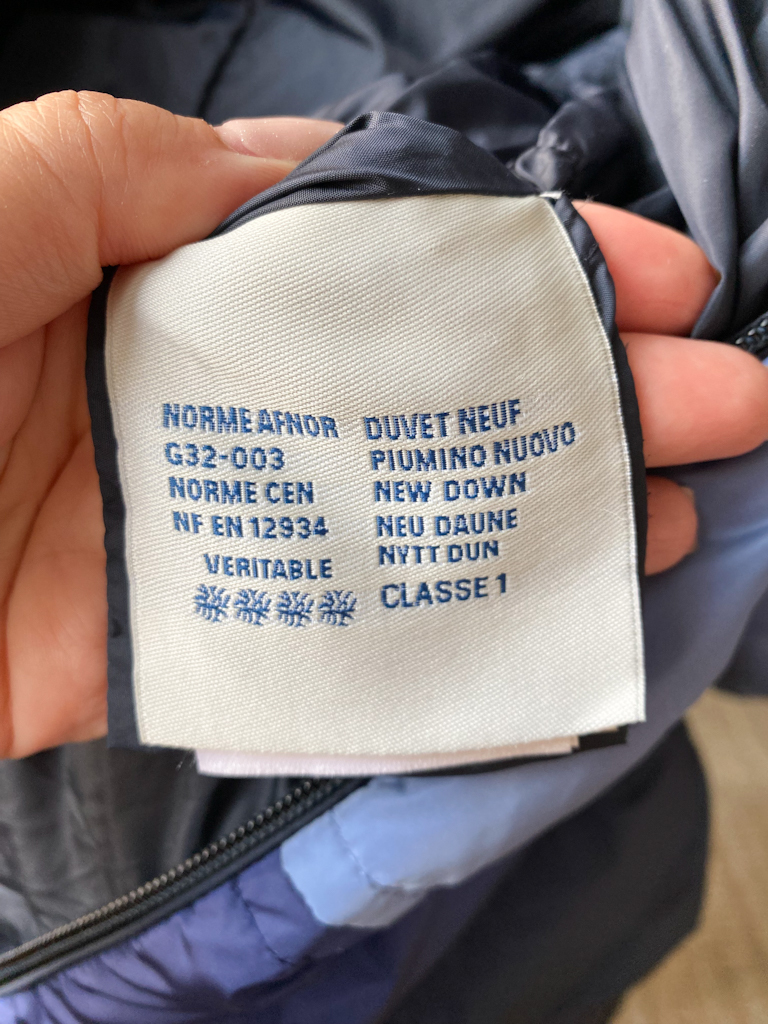 NORME AFNOR
G32-003
NORME CEN
NF EN 12934
VERITABLE
DUVET NEUF
PIUMINO NUOVO
NEW DOWN
NEU DAUNE
NYTT DUN
CLASSE 1